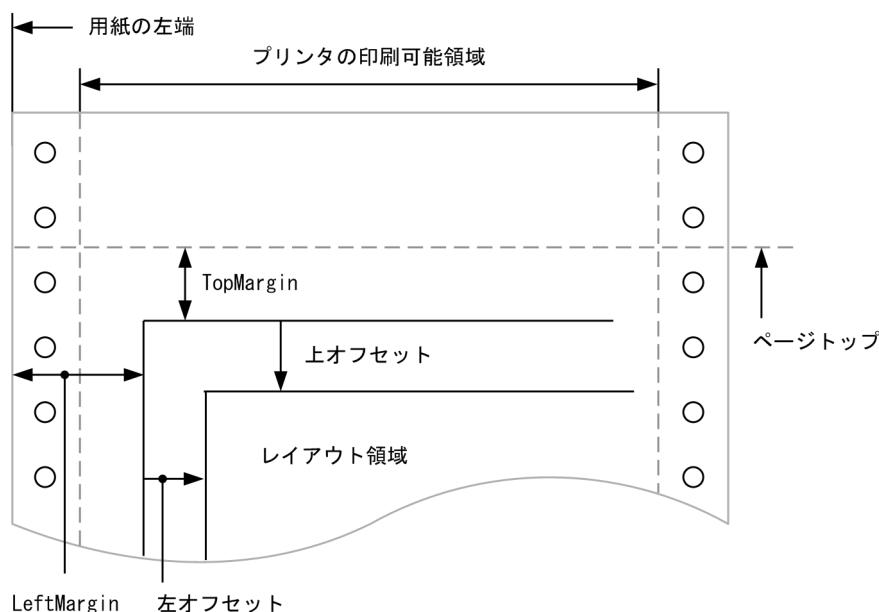 用紙の左端
プリンタの印刷可能領域
TopMargin
ページトップ
上オフセット
レイアウト領域
LeftMargin
左オフセット